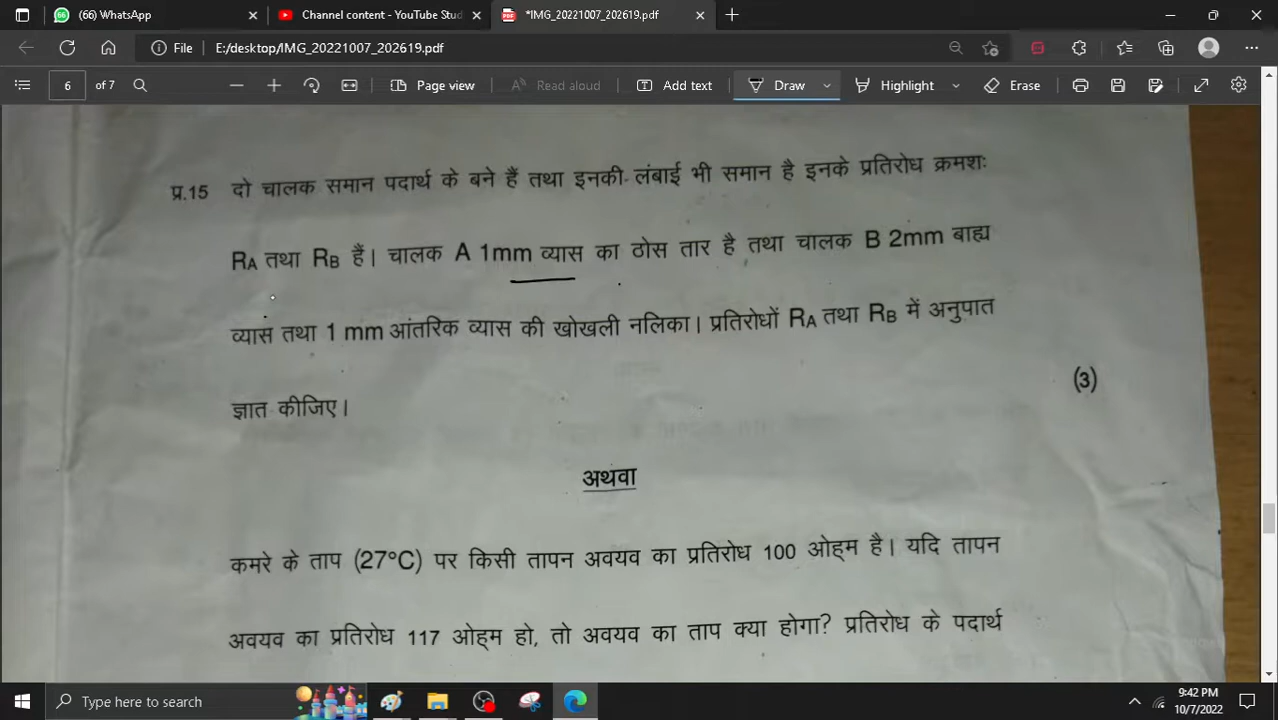 (66) WhatsApp
Channel content - YouTube Stud
*IMG_20221007_202619.pdf
File E:/desktop/IMG_20221007_202619.pdf
6 of 7 Page view Read aloud Add text Draw Highlight Erase
प्र.15 दो चालक समान पदार्थ के बने हैं तथा इनकी लंबाई भी समान है इनके प्रतिरोध क्रमशः
RA तथा RB हैं। चालक A 1mm व्यास का ठोस तार है तथा चालक B 2mm बाह्य
व्यास तथा 1 mm आंतरिक व्यास की खोखली नलिका। प्रतिरोधों RA तथा RB में अनुपात
ज्ञात कीजिए।
(3)
अथवा
कमरे के ताप (27°C) पर किसी तापन अवयव का प्रतिरोध 100 ओह्म है। यदि तापन
अवयव का प्रतिरोध 117 ओह्म हो, तो अवयव का ताप क्या होगा? प्रतिरोध के पदार्थ
Type here to search
9:42 PM
10/7/2022